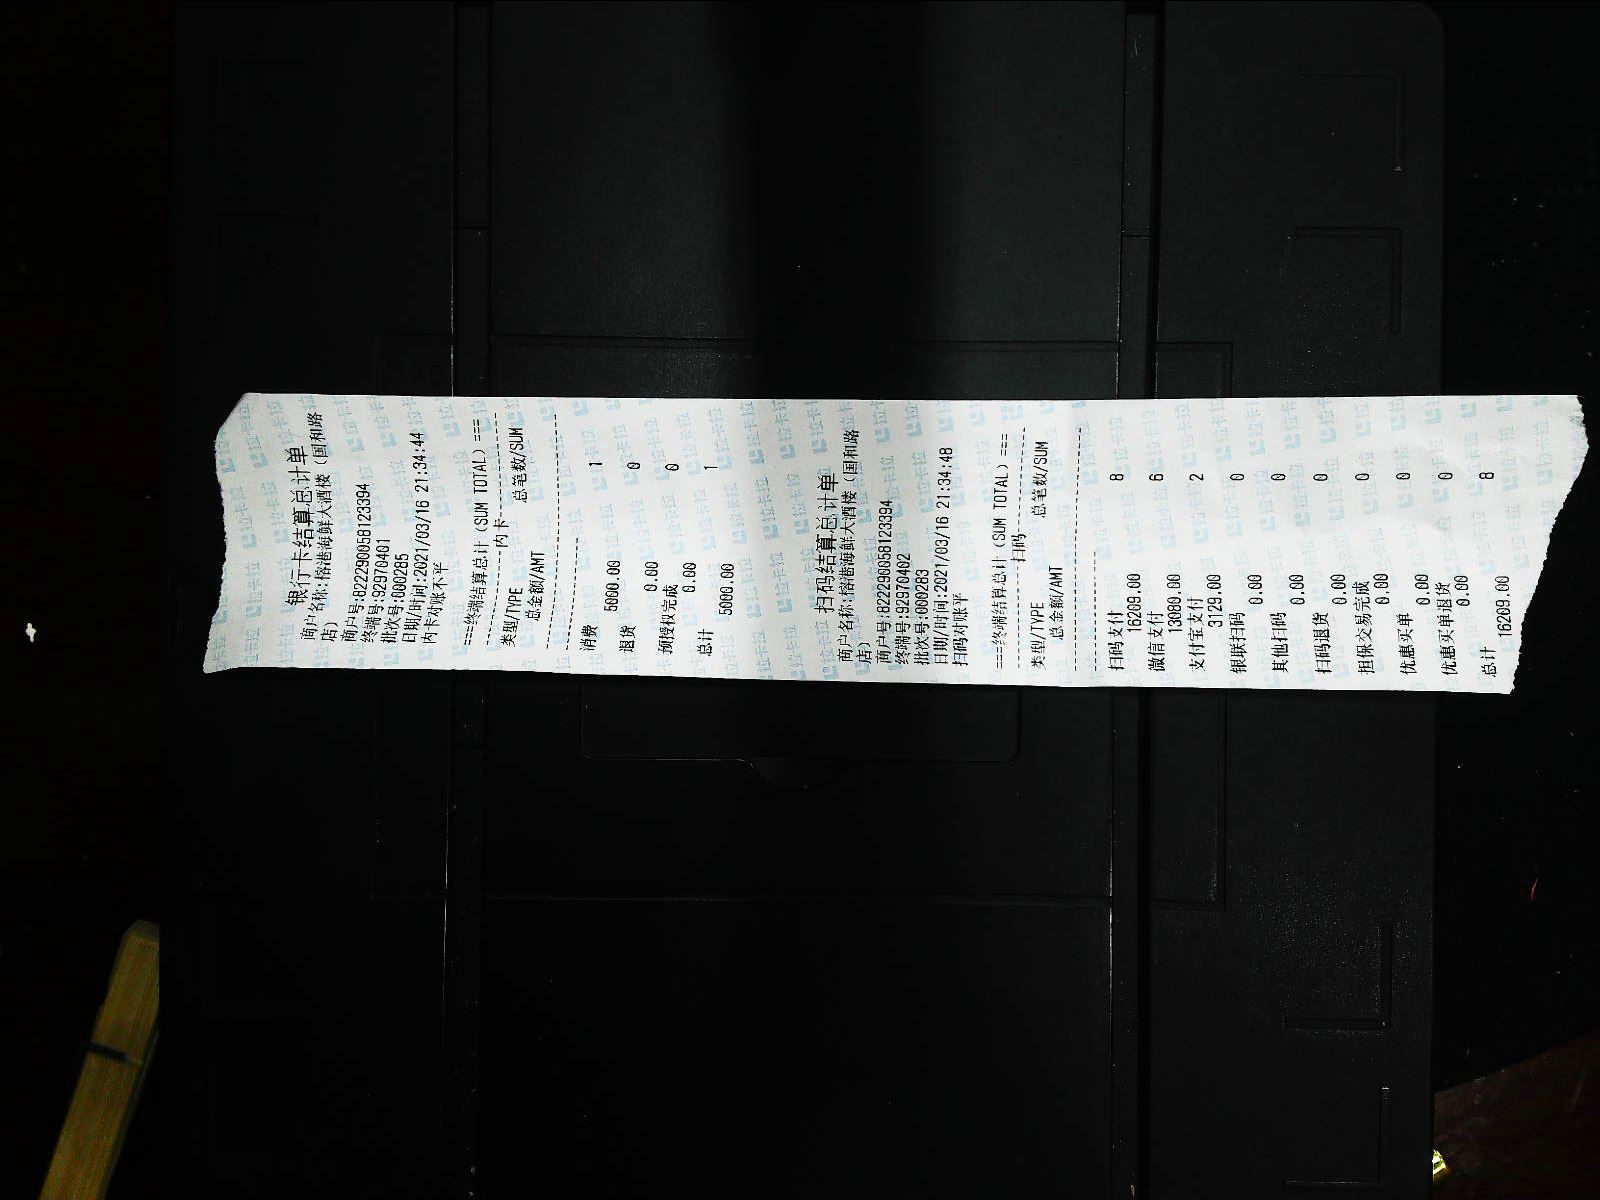 银行卡结算总计单
商户名称:榕港海鲜大酒楼（国和路
店）
商户号:822290058123394
终端号:92970401
批次号:000285
日期/时间:2021/03/16 21:34:44
内卡对账不平
===终端结算总计(SUM TOTAL)===
----------内卡----------
类型/TYPE 总笔数/SUM
总金额/AMT
消费 1
5000.00
退货 0
0.00
预授权完成 0
0.00
总计 1
5000.00
扫码结算总计单
商户名称:榕港海鲜大酒楼（国和路
店）
商户号:822290058123394
终端号:92970402
批次号:000283
日期/时间:2021/03/16 21:34:48
扫码对账平
===终端结算总计(SUM TOTAL)===
----------扫码----------
类型/TYPE 总笔数/SUM
总金额/AMT
扫码支付 8
16209.00
微信支付 6
13080.00
支付宝支付 2
3129.00
银联扫码 0
0.00
其他扫码 0
0.00
扫码退货 0
0.00
担保交易完成 0
0.00
优惠买单 0
0.00
优惠买单退货 0
0.00
总计 8
16209.00